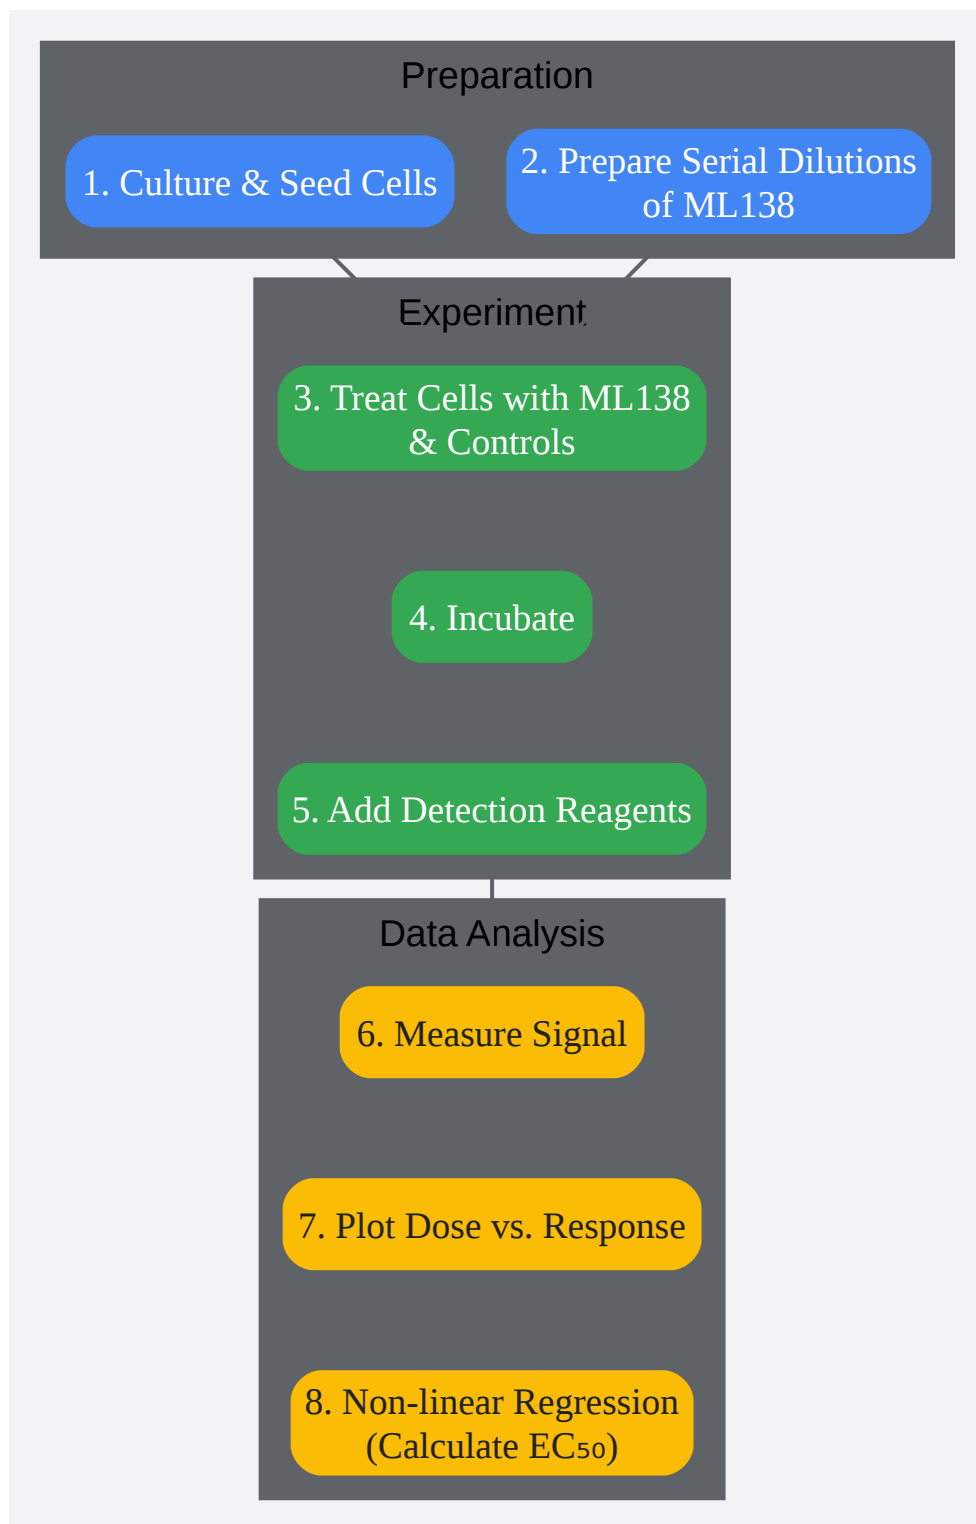 Preparation
1. Culture & Seed Cells
2. Prepare Serial Dilutions
of ML138
Experiment
3. Treat Cells with ML138
& Controls
4. Incubate
5. Add Detection Reagents
Data Analysis
6. Measure Signal
7. Plot Dose vs. Response
8. Non-linear Regression
(Calculate EC₅₀)